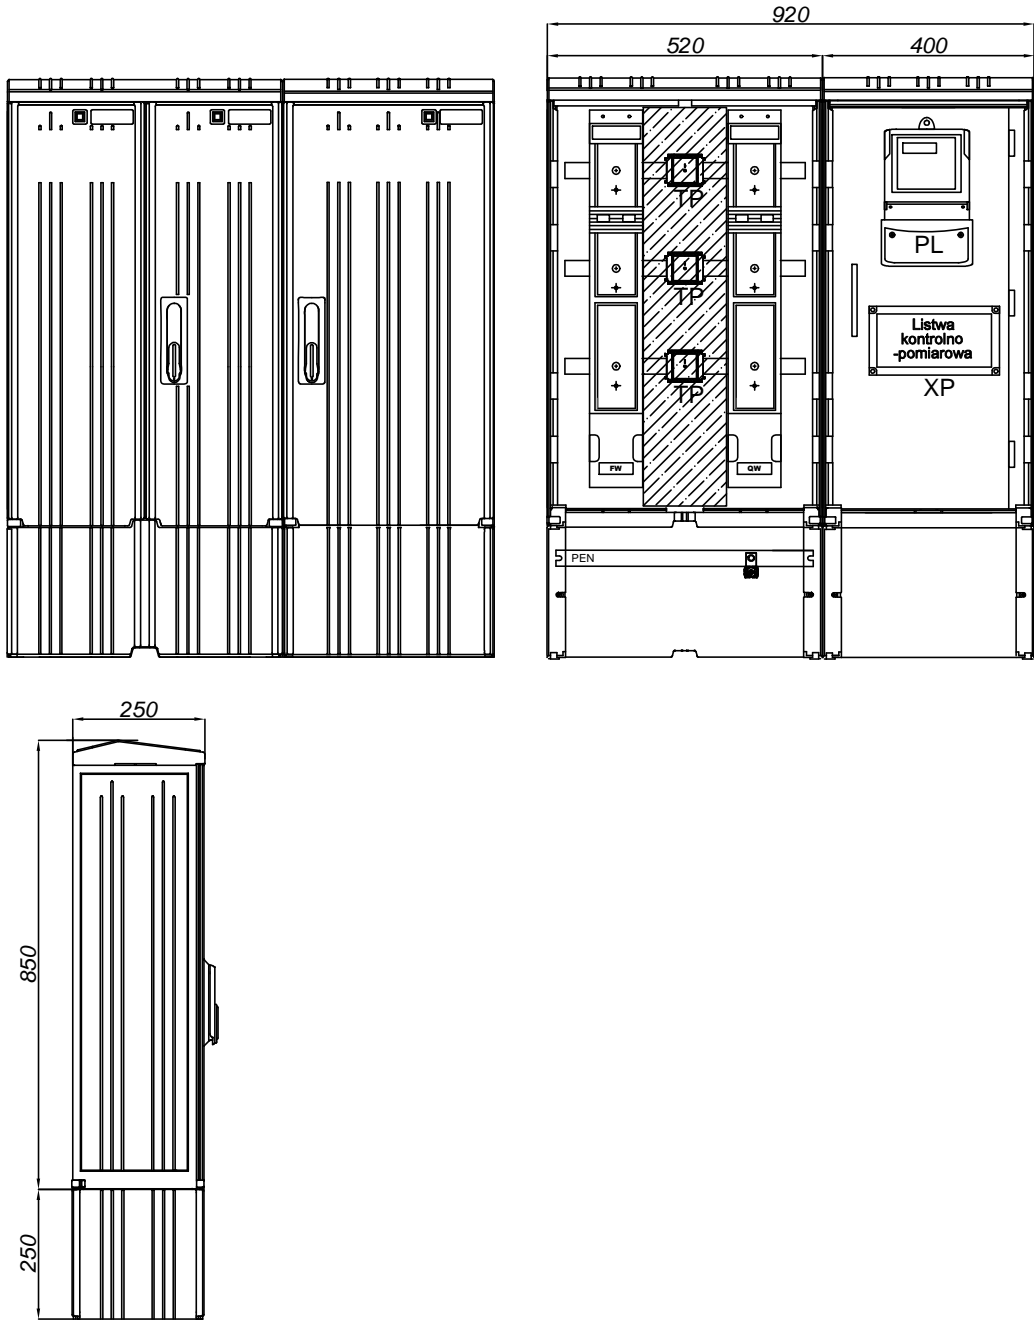 920
520
400
TP
TP
TP
PL
Listwa
kontrolno
-pomiarowa
XP
FW
QW
PEN
250
850
250